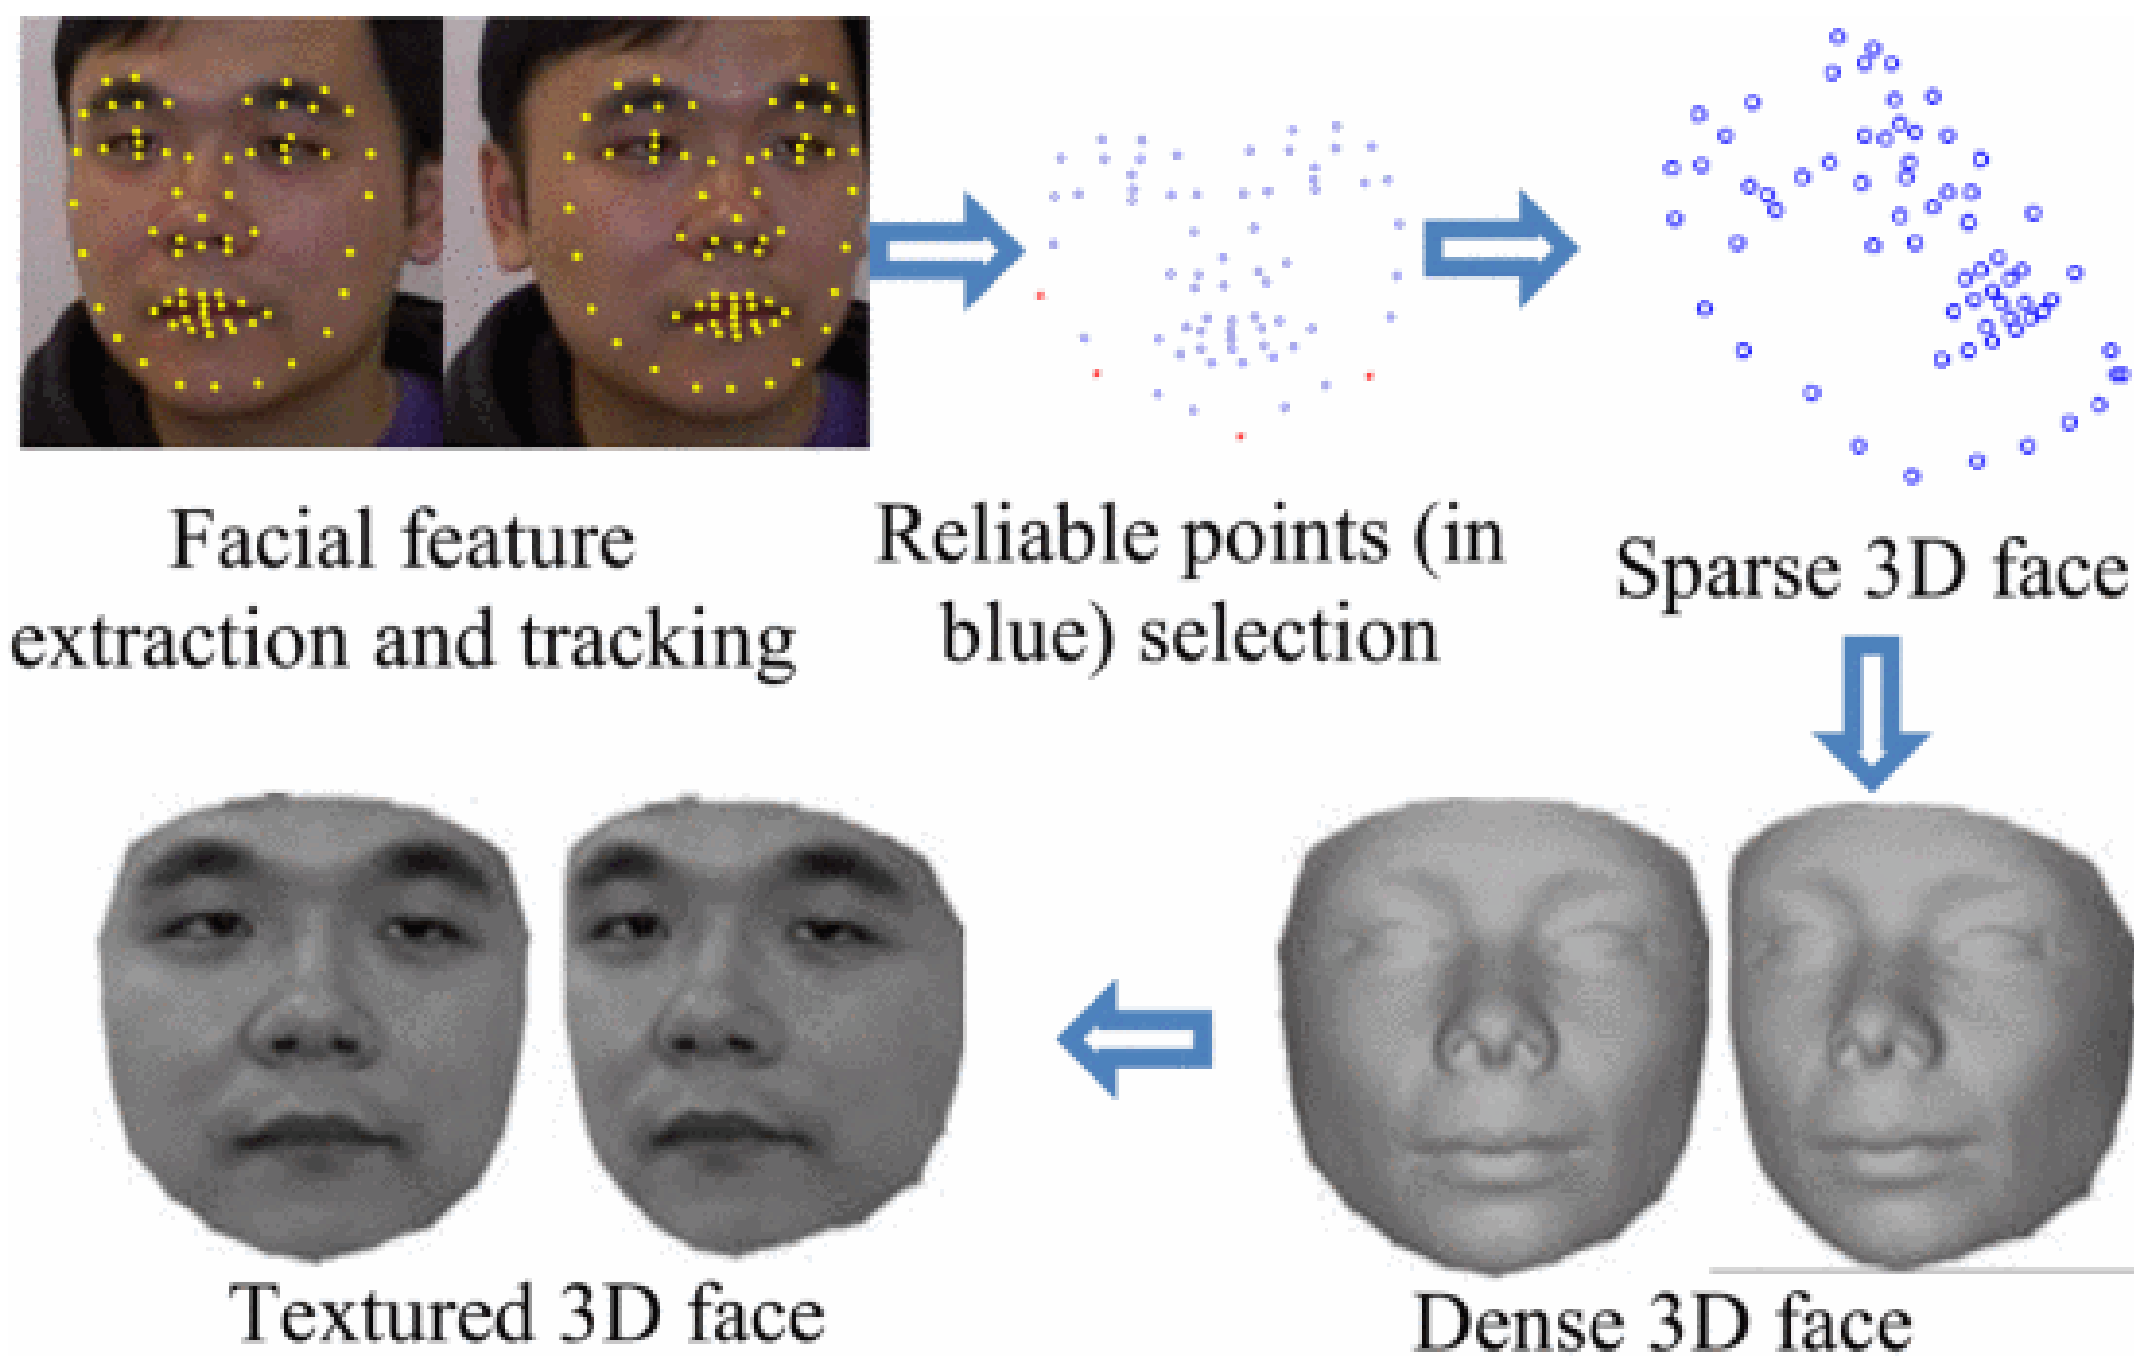 Facial feature
extraction and tracking
Reliable points (in
blue) selection
Sparse 3D face
Textured 3D face
Dense 3D face